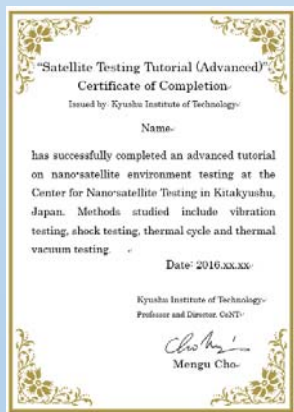 “Satellite Testing Tutorial (Advanced)”
Certificate of Completion
Issued by: Kyushu Institute of Technology
Name
has successfully completed an advanced tutorial
on nano-satellite environment testing at the
Center for Nano-satellite Testing in Kitakyushu,
Japan. Methods studied include vibration
testing, shock testing, thermal cycle and thermal
vacuum testing.
Date: 2016.xx.xx
Kyushu Institute of Technology
Professor and Director, CeNT
Mengu Cho